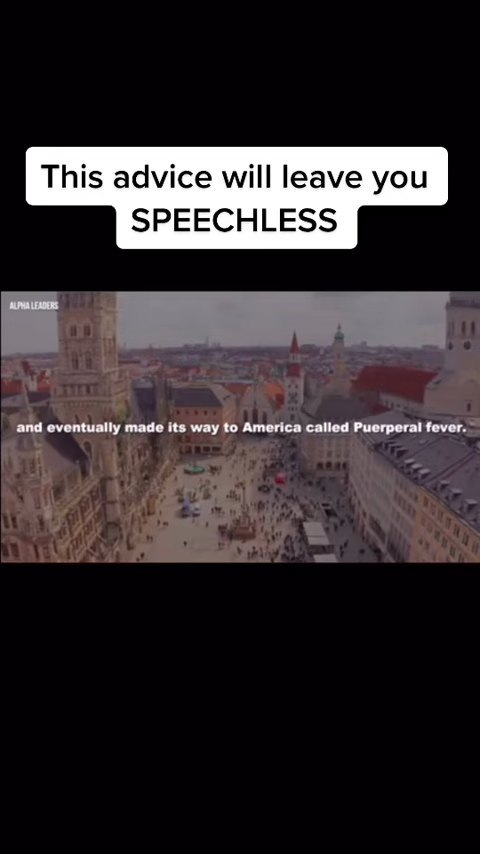 This advice will leave you
SPEECHLESS
ALPHA LEADERS
and eventually made its way to America called Puerperal fever.